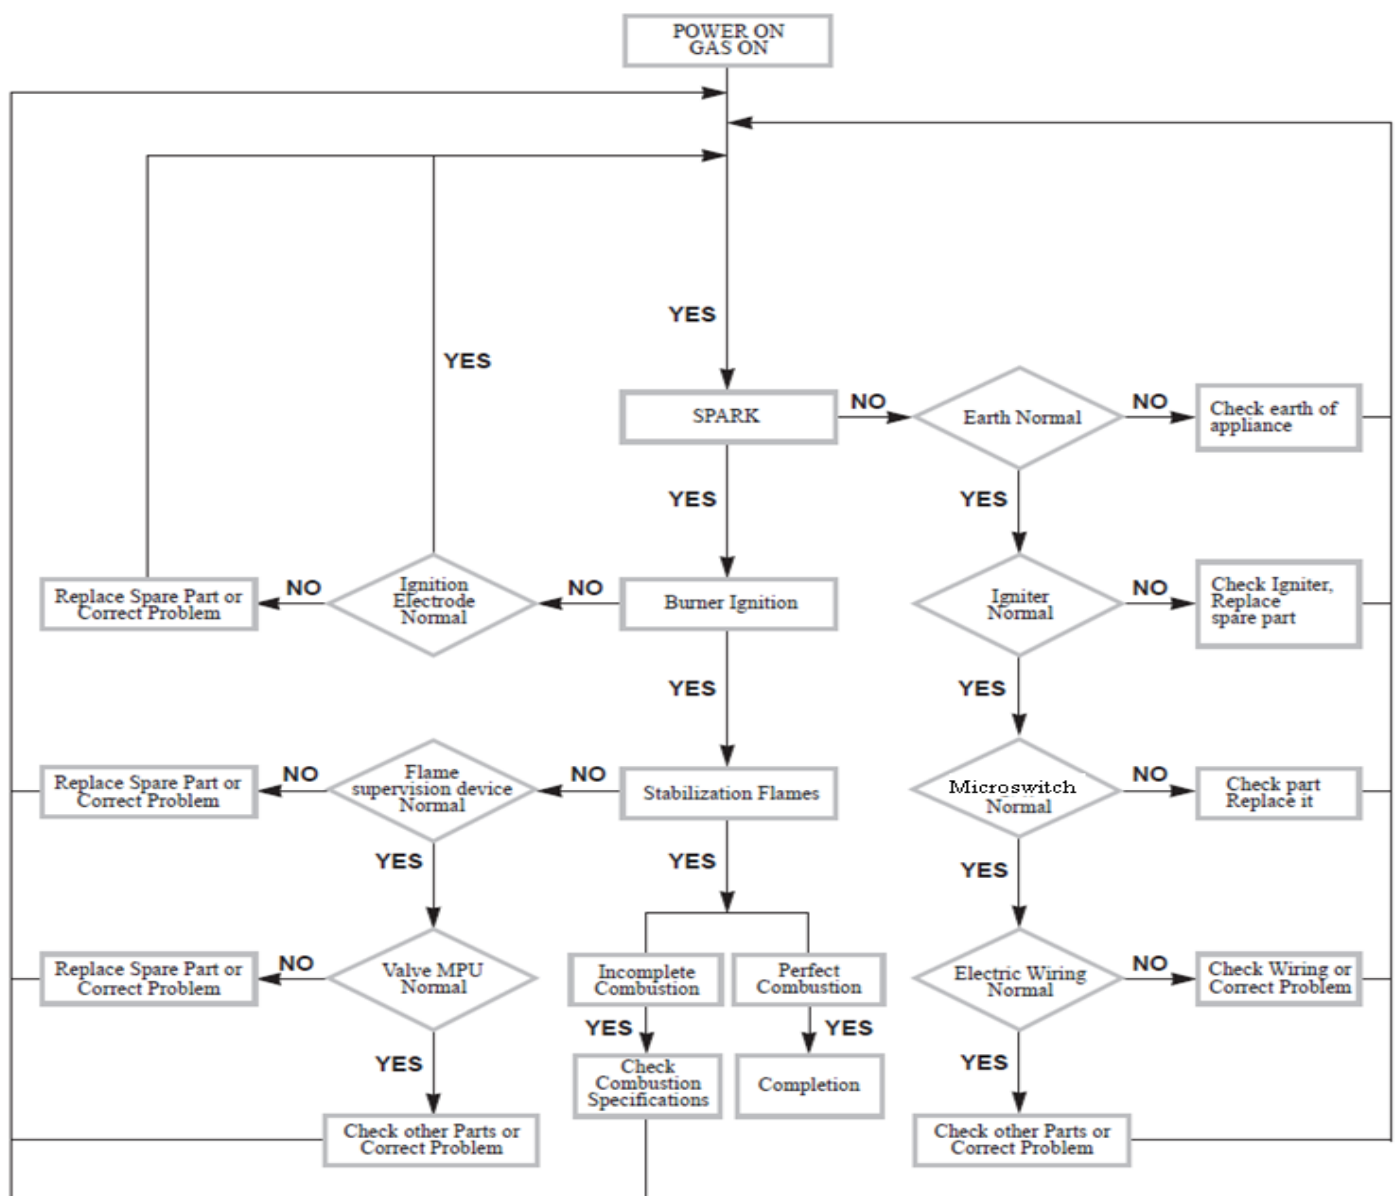 POWER ON
GAS ON
YES
YES
SPARK
NO
Earth Normal
NO
Check earth of
appliance
YES
YES
Replace Spare Part or
Correct Problem
NO
Ignition
Electrode
Normal
NO
Burner Ignition
Igniter
Normal
NO
Check Igniter,
Replace
spare part
YES
YES
Replace Spare Part or
Correct Problem
NO
Flame
supervision device
Normal
NO
Stabilization Flames
Microswitch
Normal
NO
Check part
Replace it
YES
YES
YES
Replace Spare Part or
Correct Problem
NO
Valve MPU
Normal
Incomplete
Combustion
Perfect
Combustion
Electric Wiring
Normal
NO
Check Wiring or
Correct Problem
YES
YES
YES
YES
Check
Combustion
Specifications
Completion
Check other Parts or
Correct Problem
Check other Parts or
Correct Problem